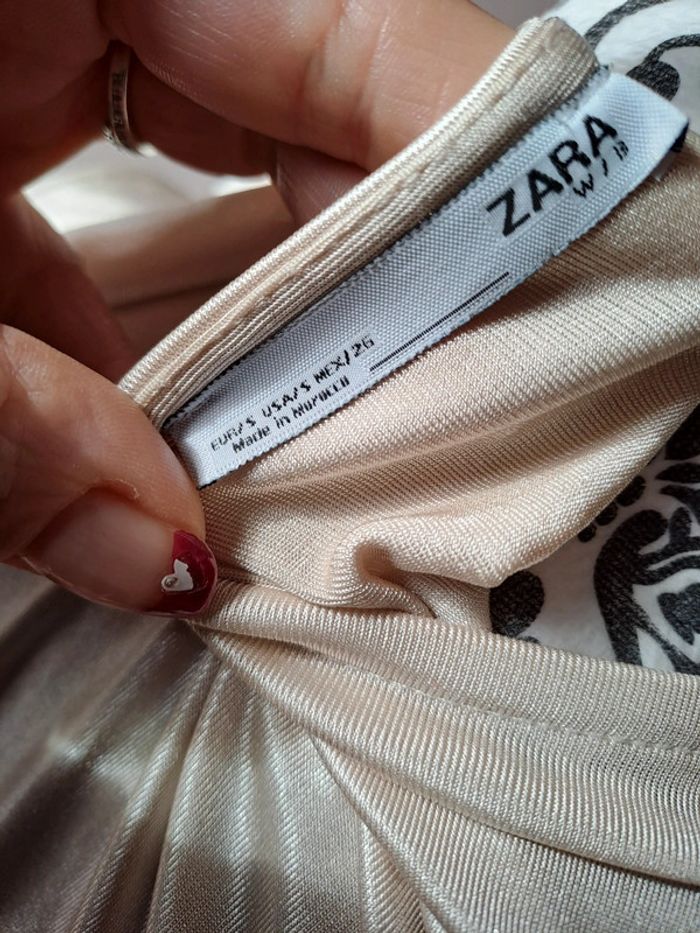 ZARA
W/B
EUR/S USA/S MEX/26
Made in Morocco